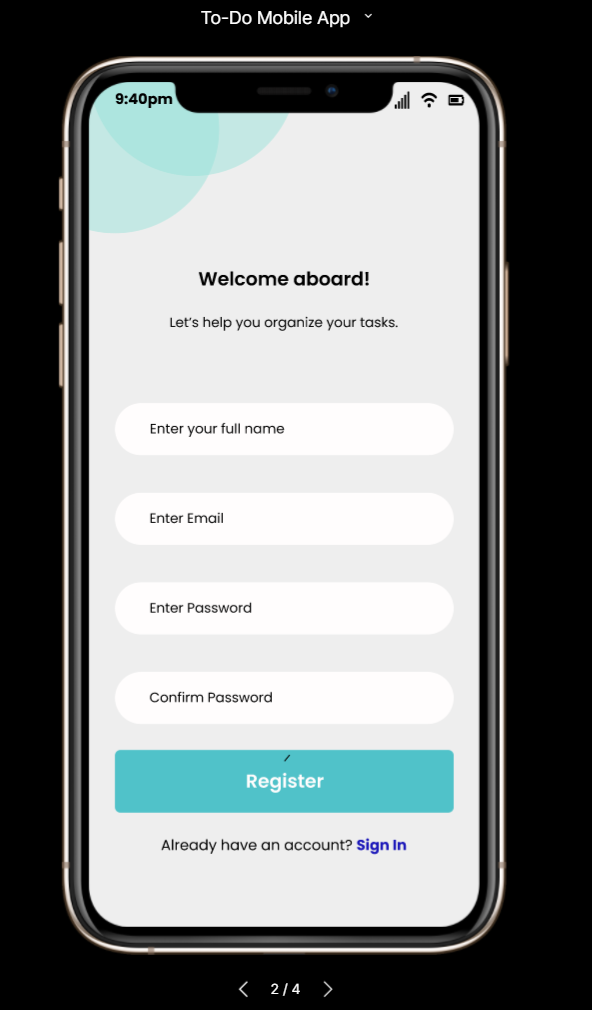 To-Do Mobile App
9:40pm
Welcome aboard!
Let's help you organize your tasks.
Enter your full name
Enter Email
Enter Password
Confirm Password
Register
Already have an account? Sign In
2 / 4